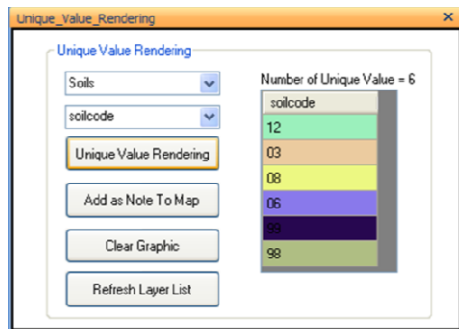 Unique_Value_Rendering
Unique Value Rendering
Soils
soilcode
Unique Value Rendering
Add as Note To Map
Clear Graphic
Refresh Layer List
Number of Unique Value = 6
soilcode
12
03
08
06
99
98